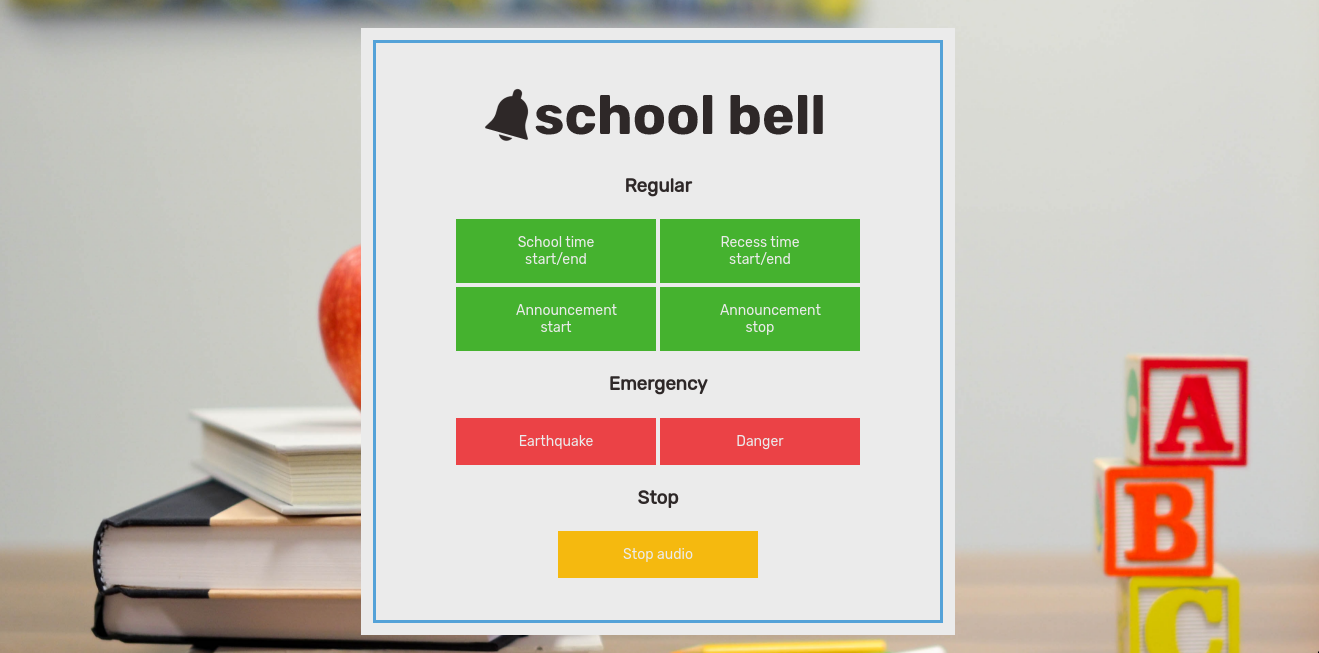 school bell
Regular
School time
start/end
Recess time
start/end
Announcement
start
Announcement
stop
Emergency
Earthquake
Danger
Stop
Stop audio
A
B
C